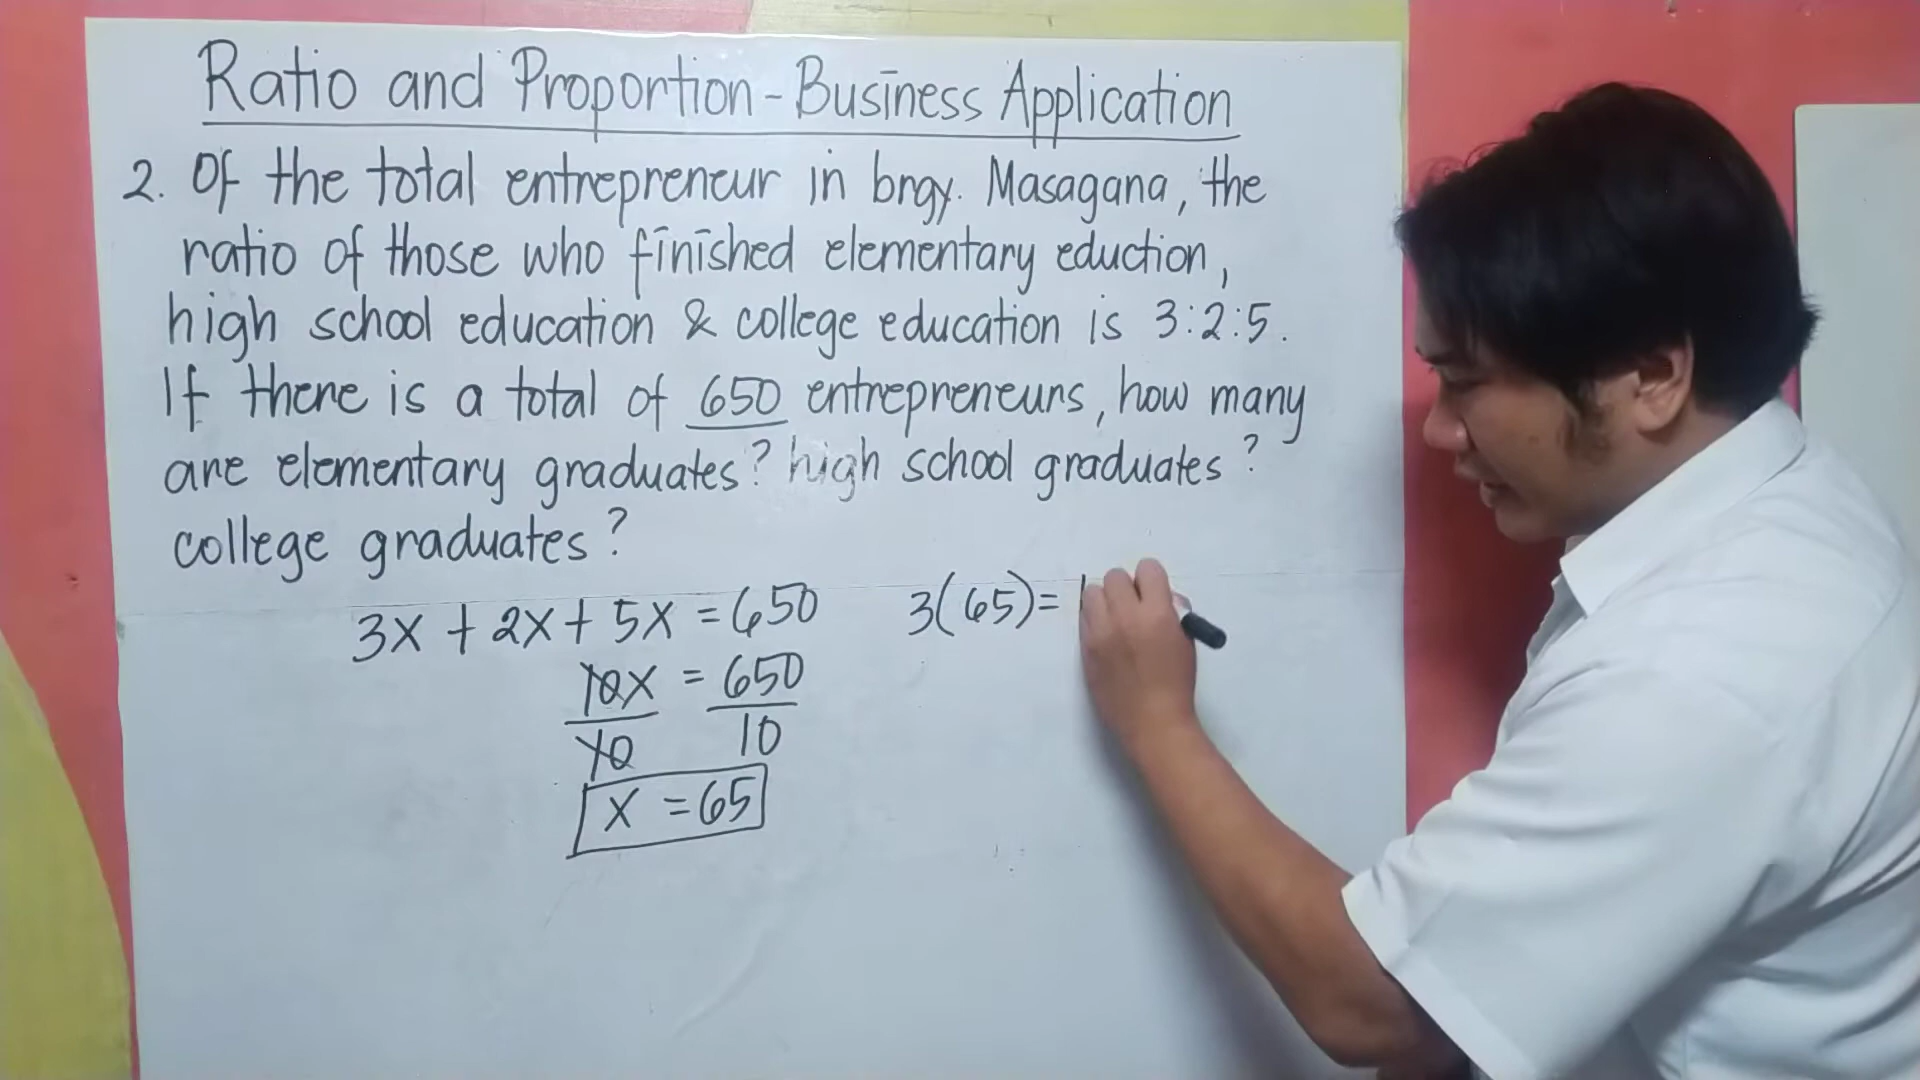 Ratio and Proportion - Business Application
2. Of the total entrepreneur in brgy. Masagana, the
ratio of those who finished elementary eduction,
high school education & college education is 3:2:5.
If there is a total of 650 entrepreneurs, how many
are elementary graduates? high school graduates?
college graduates?
3x + 2x + 5x = 650
10x = 650
10 10
x = 65
3(65) =